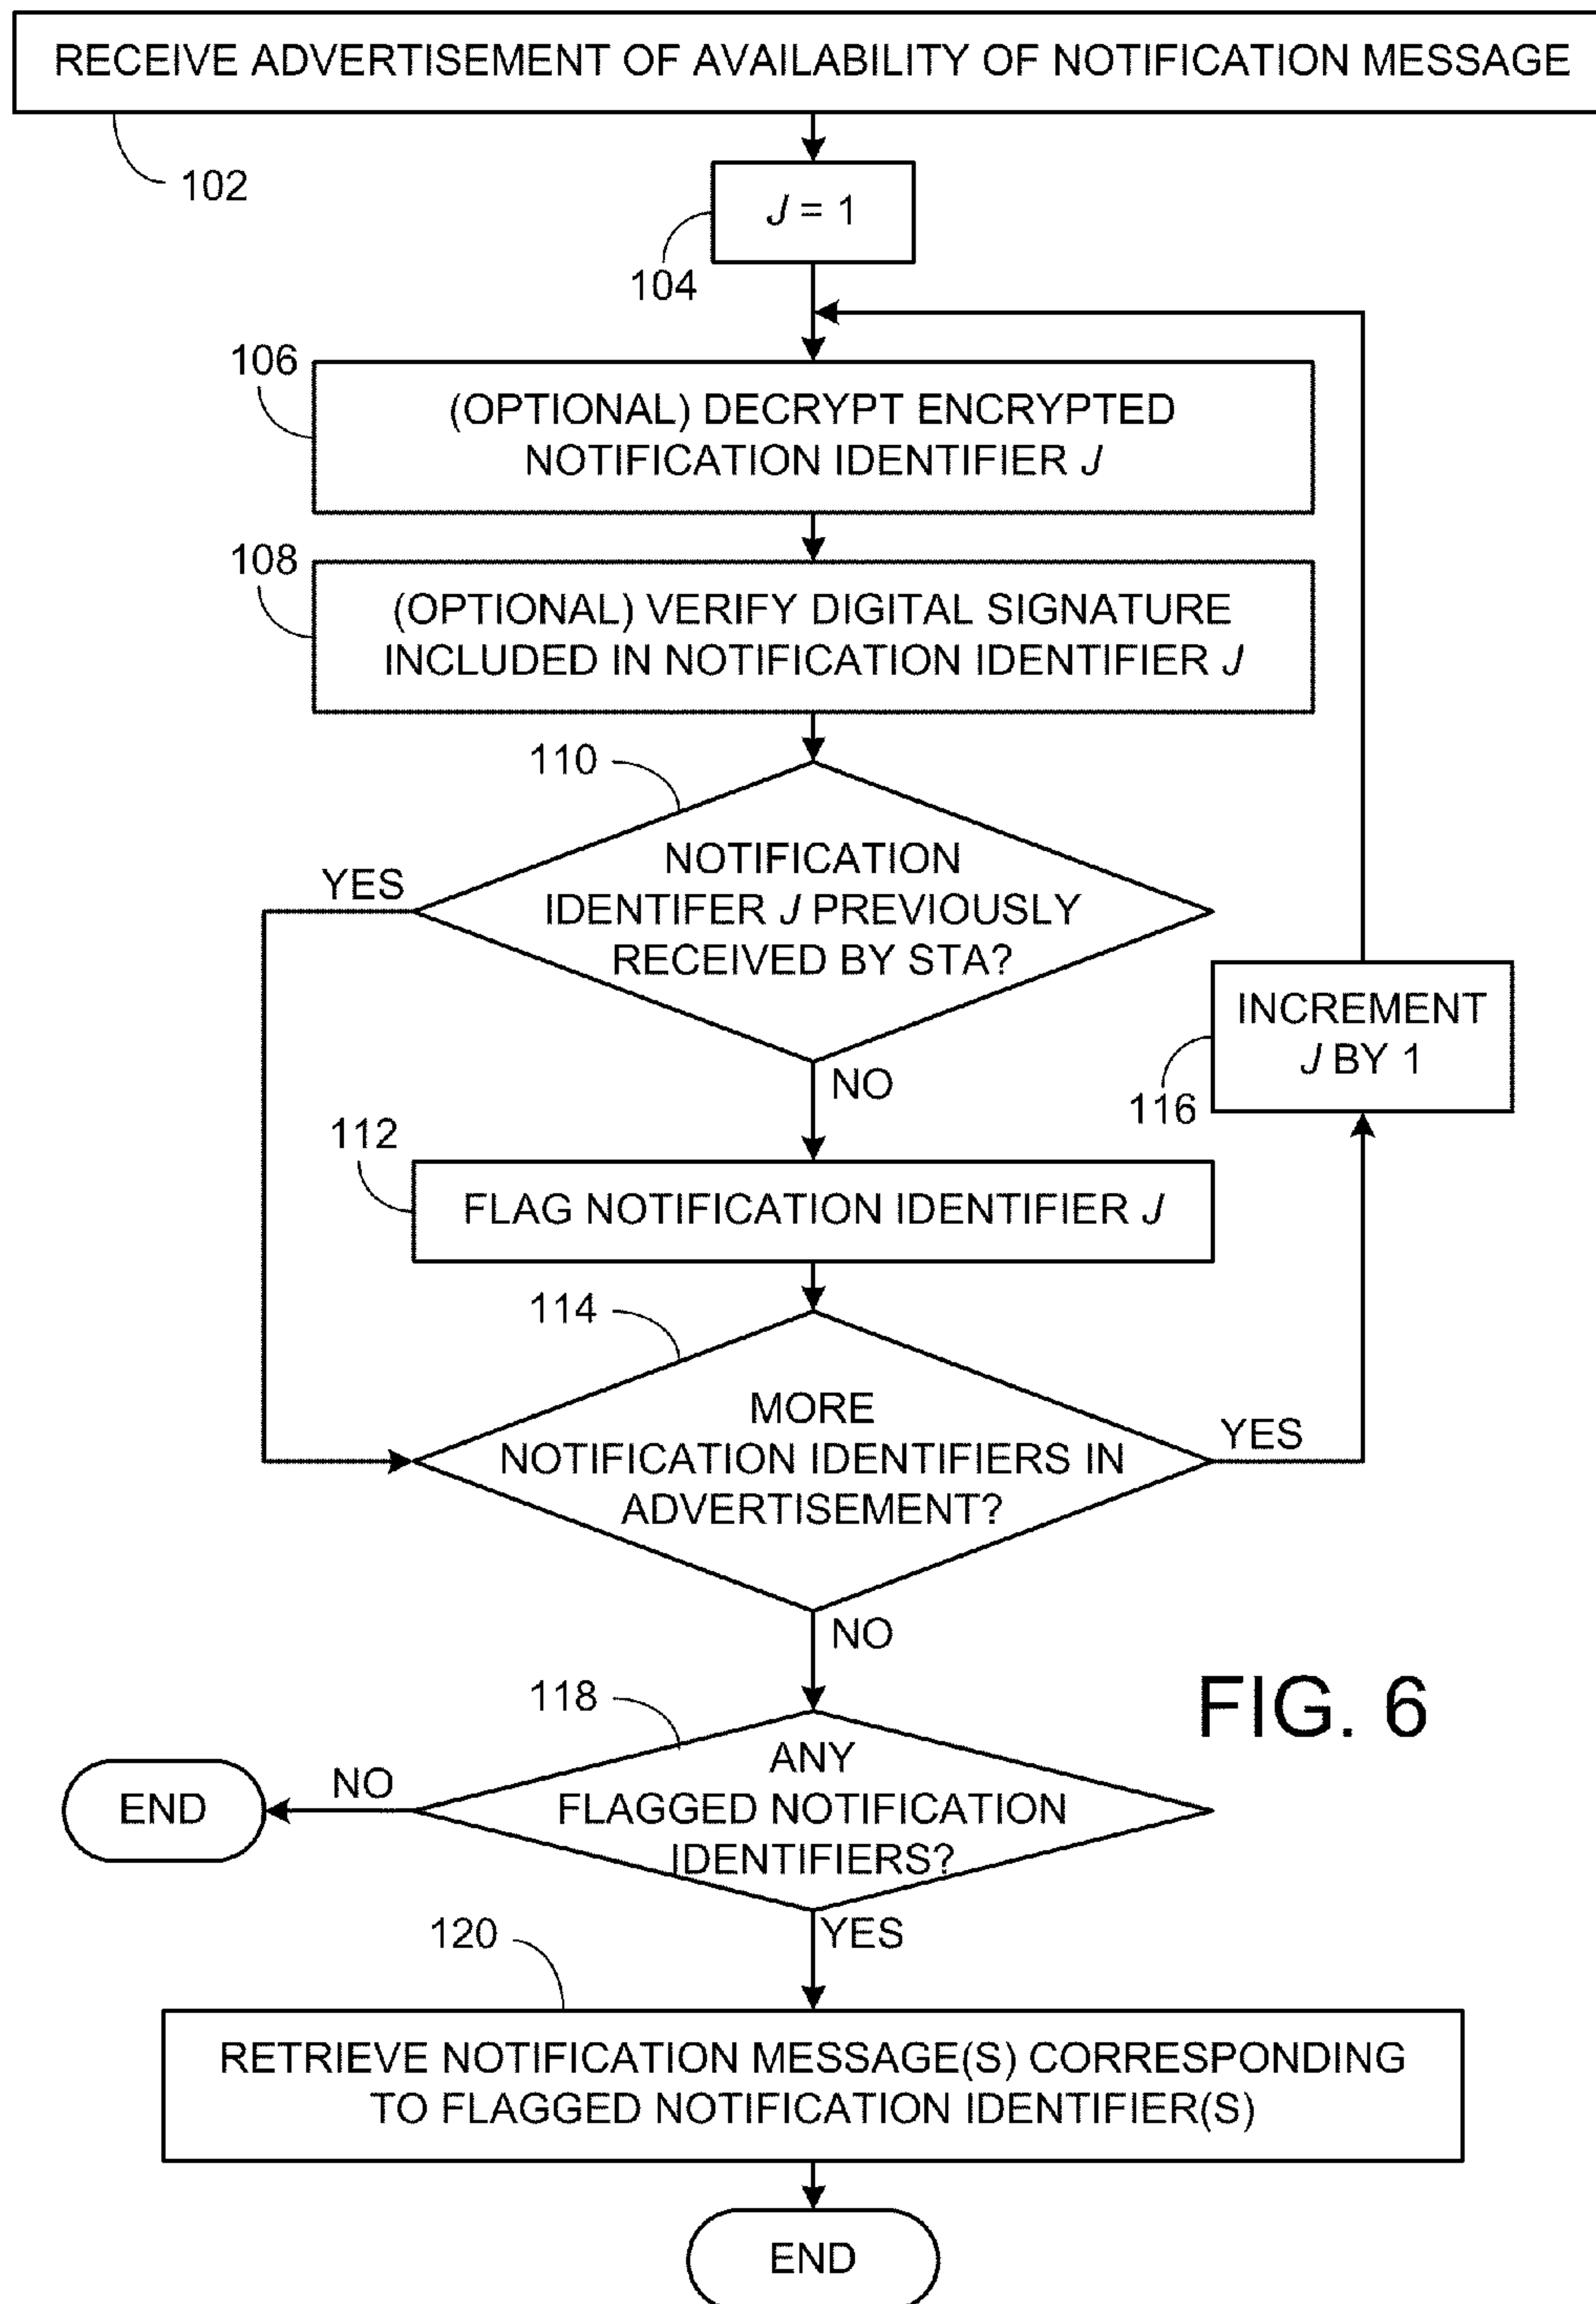 RECEIVE ADVERTISEMENT OF AVAILABILITY OF NOTIFICATION MESSAGE
102
J = 1
104
106
(OPTIONAL) DECRYPT ENCRYPTED
NOTIFICATION IDENTIFIER J
108
(OPTIONAL) VERIFY DIGITAL SIGNATURE
INCLUDED IN NOTIFICATION IDENTIFIER J
110
NOTIFICATION
IDENTIFER J PREVIOUSLY
RECEIVED BY STA?
YES
NO
INCREMENT
J BY 1
116
112
FLAG NOTIFICATION IDENTIFIER J
114
MORE
NOTIFICATION IDENTIFIERS IN
ADVERTISEMENT?
YES
NO
FIG. 6
118
ANY
FLAGGED NOTIFICATION
IDENTIFIERS?
NO
END
YES
120
RETRIEVE NOTIFICATION MESSAGE(S) CORRESPONDING
TO FLAGGED NOTIFICATION IDENTIFIER(S)
END